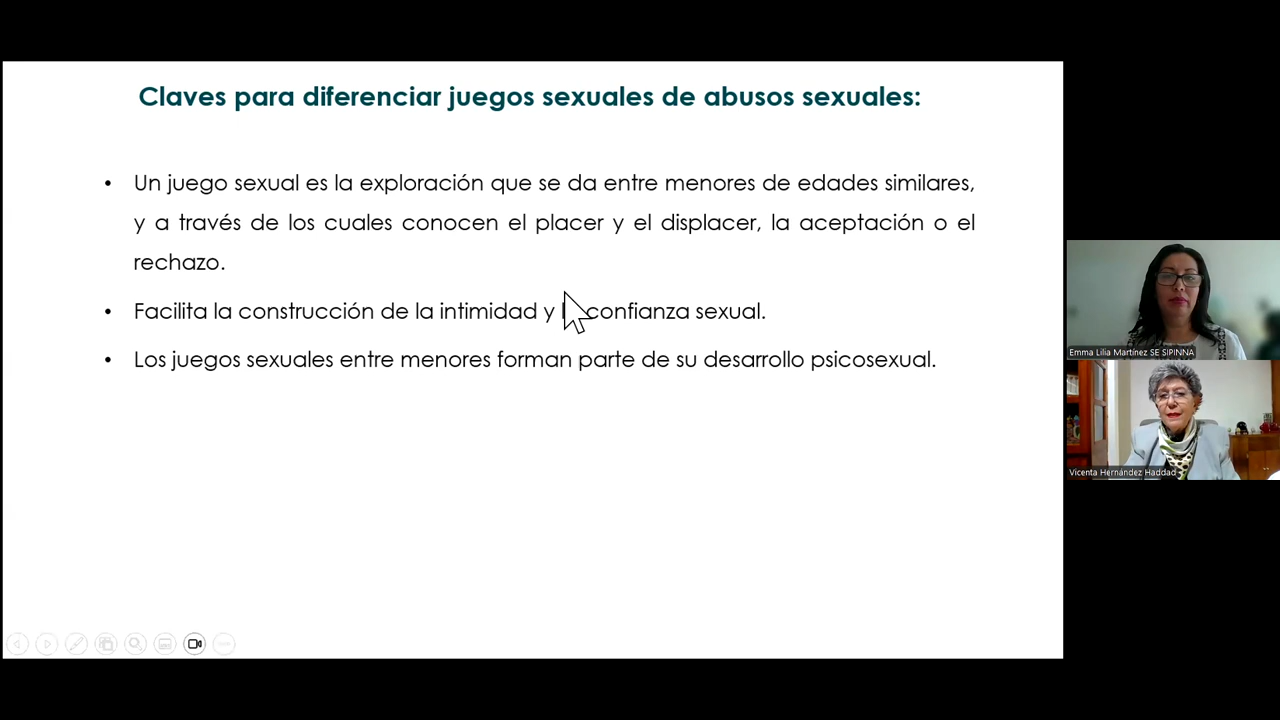 Claves para diferenciar juegos sexuales de abusos sexuales:
• Un juego sexual es la exploración que se da entre menores de edades similares,
y a través de los cuales conocen el placer y el displacer, la aceptación o el
rechazo.
• Facilita la construcción de la intimidad y confianza sexual.
• Los juegos sexuales entre menores forman parte de su desarrollo psicosexual.
Emma Lilia Martínez SE SIPINNA
Vicenta Hernández Haddad